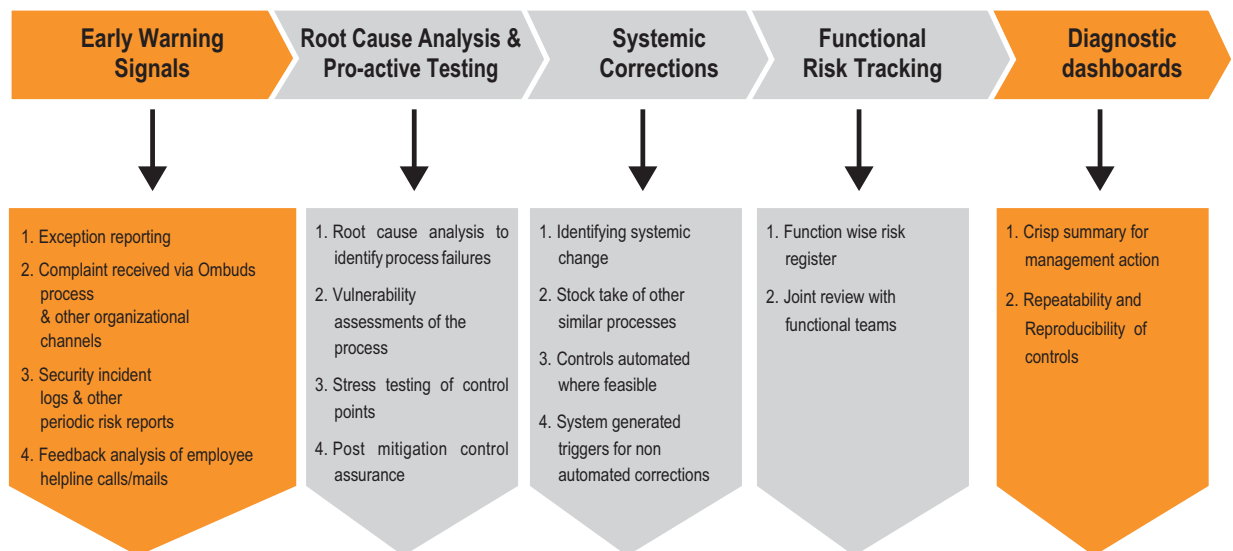 Early Warning
Signals
Root Cause Analysis &
Pro-active Testing
Systemic
Corrections
Functional
Risk Tracking
Diagnostic
dashboards
1. Exception reporting
2. Complaint received via Ombuds
process
& other organizational
channels
3. Security incident
logs & other
periodic risk reports
4. Feedback analysis of employee
helpline calls/mails
1. Root cause analysis to
identify process failures
2. Vulnerability
assessments of the
process
3. Stress testing of control
points
4. Post mitigation control
assurance
1. Identifying systemic
change
2. Stock take of other
similar processes
3. Controls automated
where feasible
4. System generated
triggers for non
automated corrections
1. Function wise risk
register
2. Joint review with
functional teams
1. Crisp summary for
management action
2. Repeatability and
Reproducibility of
controls